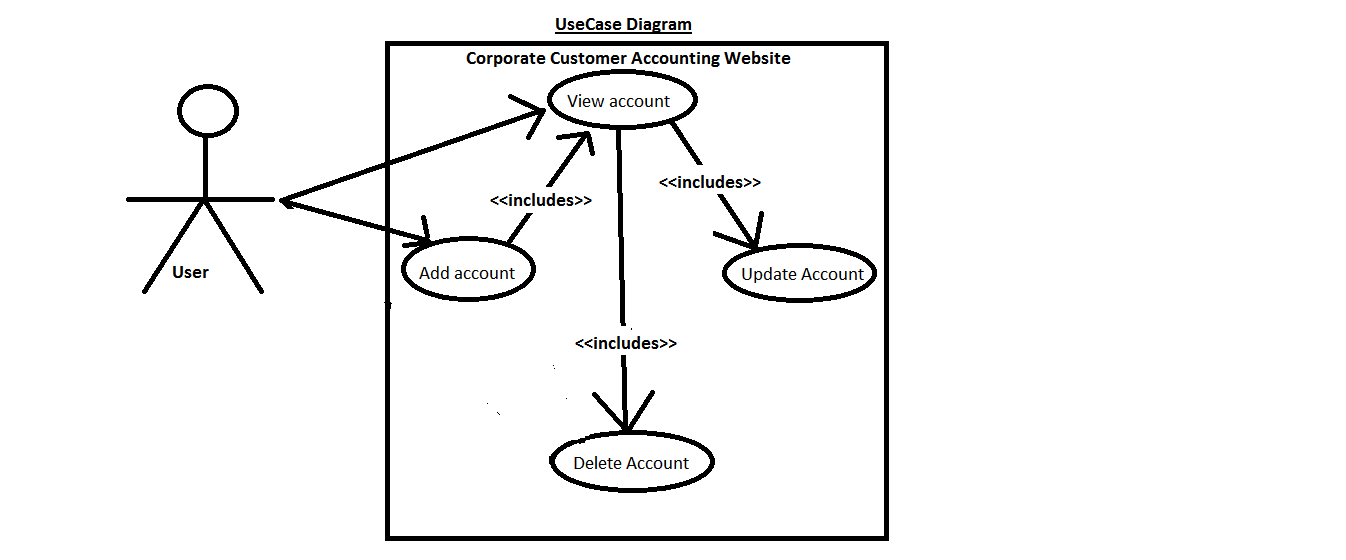 UseCase Diagram
Corporate Customer Accounting Website
View account
<<includes>>
<<includes>>
User
Add account
Update Account
<<includes>>
Delete Account